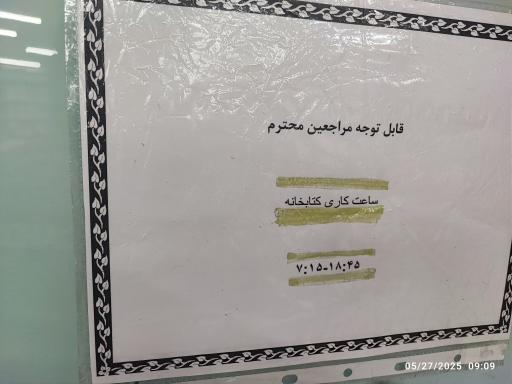 قابل توجه مراجعین محترم
ساعت کاری کتابخانه
۷:۱۵-۱۸:۴۵
05/27/2025 09:09